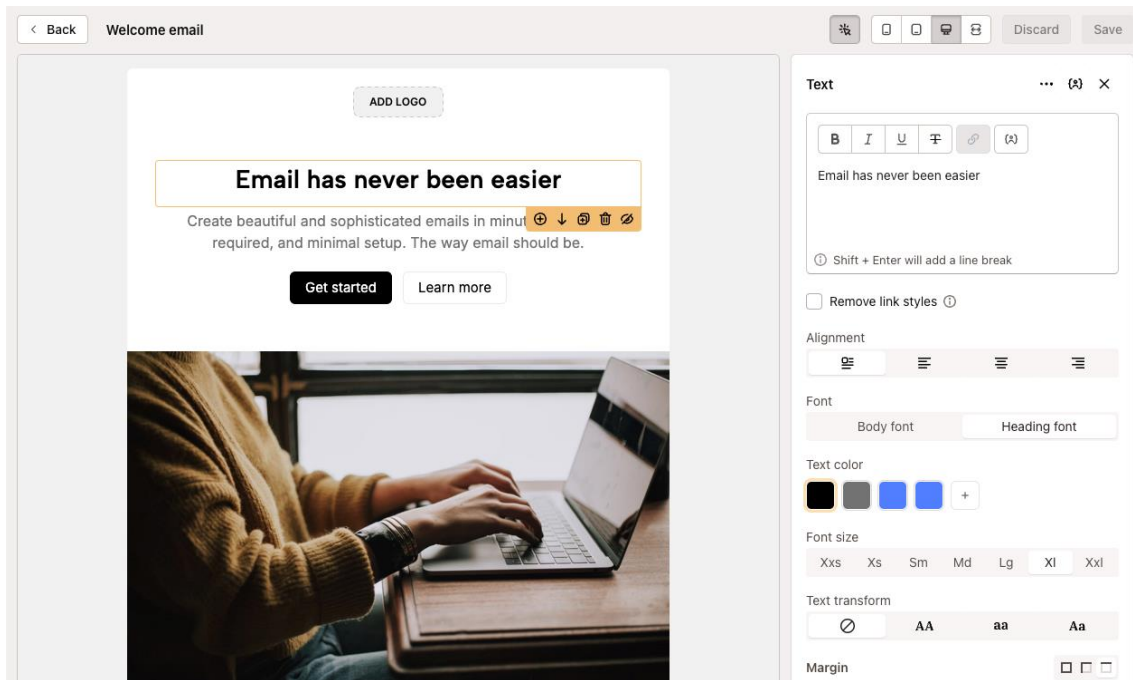 Back
Welcome email
Discard
Save
ADD LOGO
Email has never been easier
Create beautiful and sophisticated emails in minut
required, and minimal setup. The way email should be.
Get started
Learn more
Text
B I U T
Email has never been easier
Shift + Enter will add a line break
Remove link styles
Alignment
Font
Body font
Heading font
Text color
+
Font size
Xxs Xs Sm Md Lg Xl Xxl
Text transform
AA aa Aa
Margin